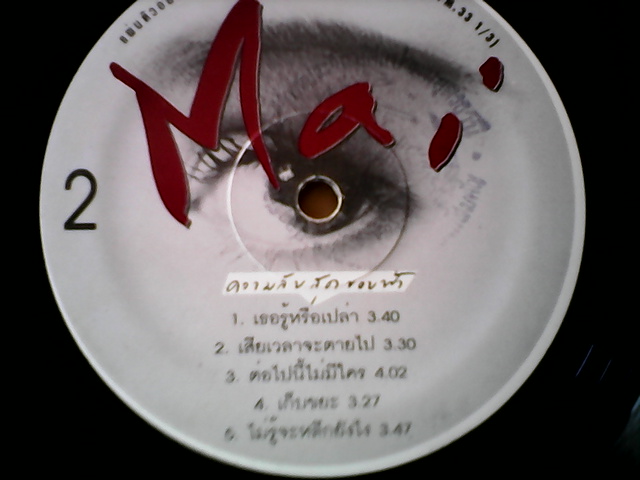 Mai
2
ความลับสุดขอบฟ้า
1. เธอรู้หรือเปล่า 3.40
2. เสียเวลาจะตายไป 3.30
3. ต่อไปนี้ไม่มีใคร 4.02
4. เก็บขยะ 3.27
5. ไม่รู้จะหลีกยังไง 3.47